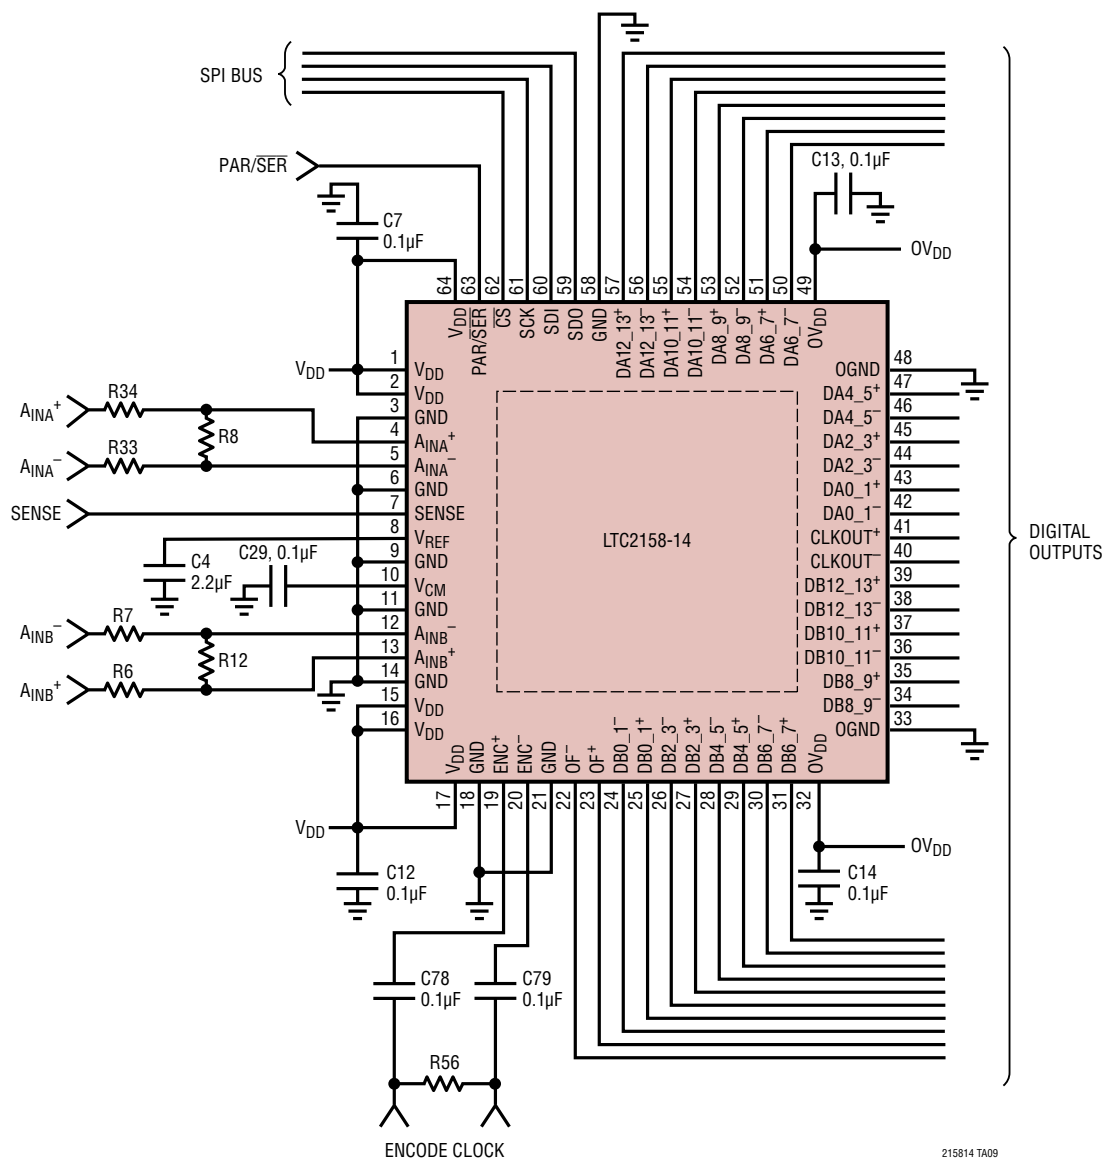 SPI BUS
PAR/SER
C7
0.1µF
C13, 0.1µF
OVDD
64
63
62
61
60
59
58
57
56
55
54
53
52
51
50
49
VDD
PAR/SER
CS
SCK
SDI
SDO
GND
DA12_13+
DA12_13–
DA10_11+
DA10_11–
DA8_9+
DA8_9–
DA6_7+
DA6_7–
OVDD
VDD
AINA+
R34
R8
AINA–
R33
SENSE
C4
2.2µF
C29, 0.1µF
AINB–
R7
R12
AINB+
R6
1 VDD
2 VDD
3 GND
4 AINA+
5 AINA–
6 GND
7 SENSE
8 VREF
9 GND
10 VCM
11 GND
12 AINB–
13 AINB+
14 GND
15 VDD
16 VDD
LTC2158-14
OGND 48
DA4_5+ 47
DA4_5– 46
DA2_3+ 45
DA2_3– 44
DA0_1+ 43
DA0_1– 42
CLKOUT+ 41
CLKOUT– 40
DB12_13+ 39
DB12_13– 38
DB10_11+ 37
DB10_11– 36
DB8_9+ 35
DB8_9– 34
OGND 33
DIGITAL
OUTPUTS
VDD
GND
ENC+
ENC–
GND
OF–
OF+
DB0_1–
DB0_1+
DB2_3–
DB2_3+
DB4_5–
DB4_5+
DB6_7–
DB6_7+
OVDD
17
18
19
20
21
22
23
24
25
26
27
28
29
30
31
32
VDD
C12
0.1µF
OVDD
C14
0.1µF
C78
0.1µF
C79
0.1µF
R56
ENCODE CLOCK
215814 TA09